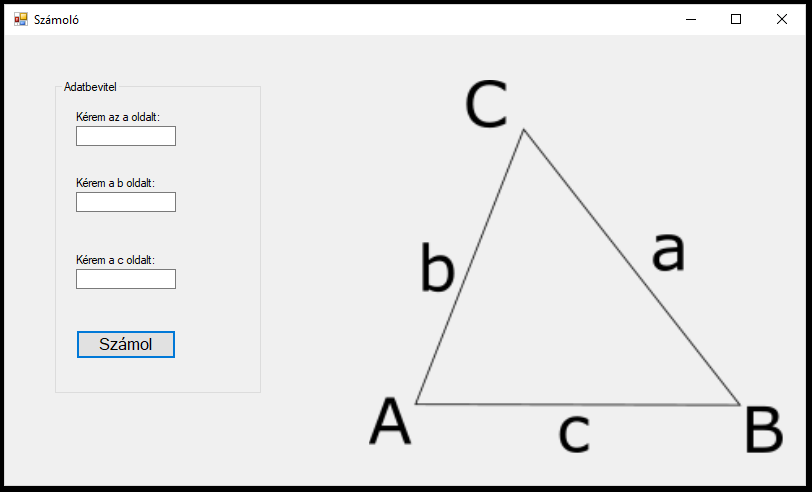 Számoló
Adatbevitel
Kérem az a oldalt:
Kérem a b oldalt:
Kérem a c oldalt:
Számol
C
b
a
A
c
B